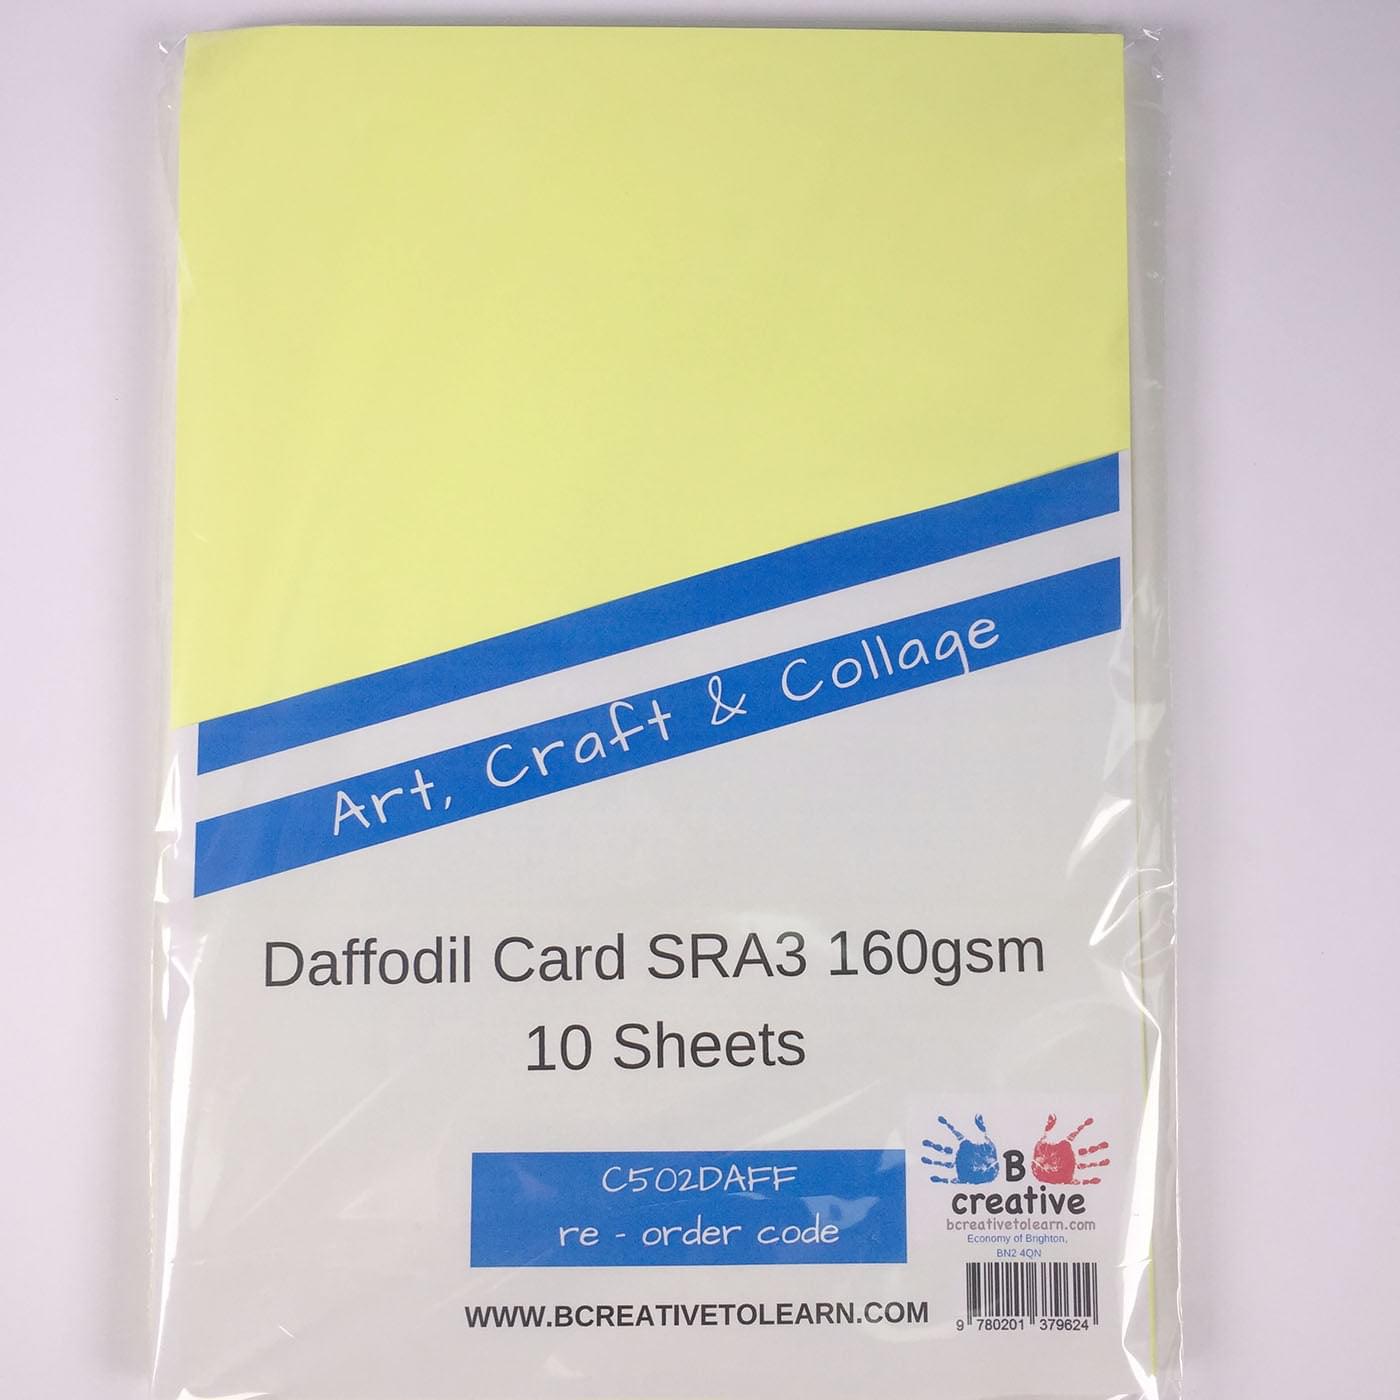 Art, Craft & Collage
Daffodil Card SRA3 160gsm
10 Sheets
C502DAFF
re - order code
B
creative
bcreativetolearn.com
Economy of Brighton,
BN2 4QN
WWW.BCREATIVETOLEARN.COM
9 780201 379624